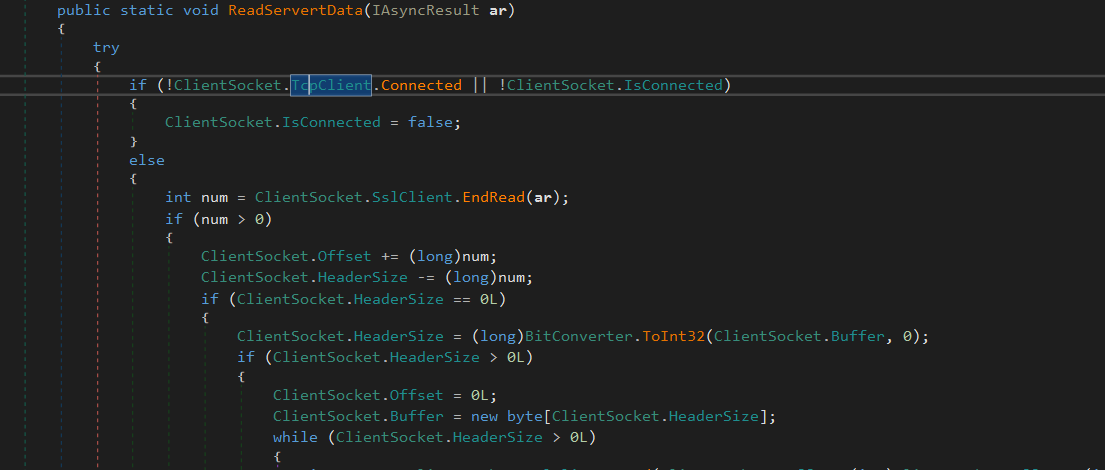 public static void ReadServertData(IAsyncResult ar)
{
try
{
if (!ClientSocket.TcpClient.Connected || !ClientSocket.IsConnected)
{
ClientSocket.IsConnected = false;
}
else
{
int num = ClientSocket.SslClient.EndRead(ar);
if (num > 0)
{
ClientSocket.Offset += (long)num;
ClientSocket.HeaderSize -= (long)num;
if (ClientSocket.HeaderSize == 0L)
{
ClientSocket.HeaderSize = (long)BitConverter.ToInt32(ClientSocket.Buffer, 0);
if (ClientSocket.HeaderSize > 0L)
{
ClientSocket.Offset = 0L;
ClientSocket.Buffer = new byte[ClientSocket.HeaderSize];
while (ClientSocket.HeaderSize > 0L)
{